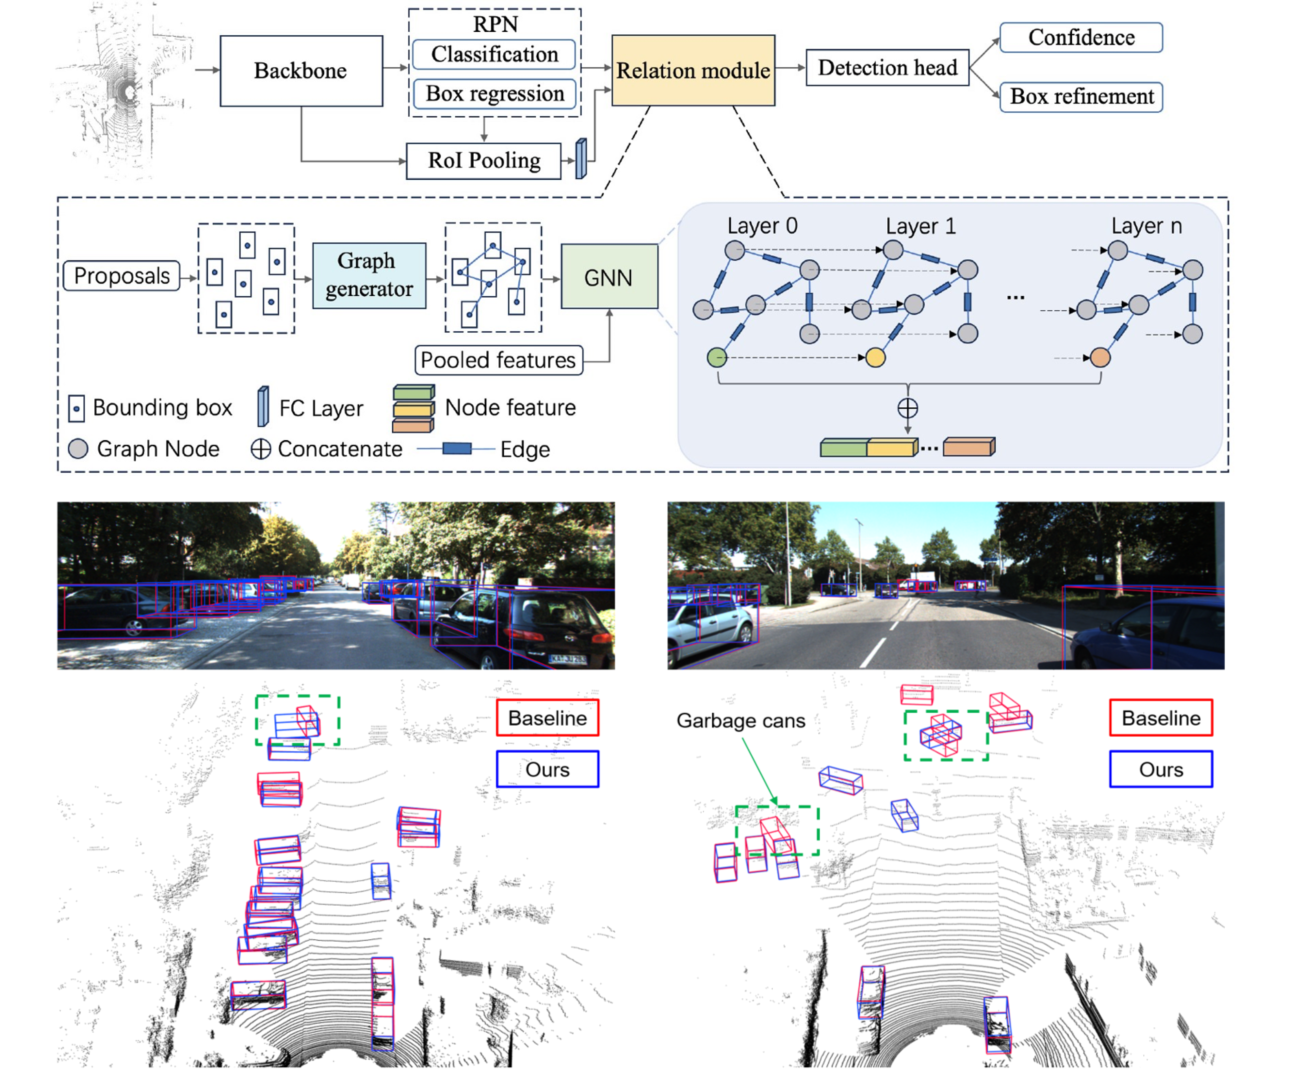 RPN
Backbone
Classification
Box regression
RoI Pooling
Relation module
Detection head
Confidence
Box refinement
Proposals
Graph
generator
GNN
Pooled features
Layer 0
Layer 1
Layer n
...
Bounding box
FC Layer
Node feature
Graph Node
Concatenate
Edge
...
Baseline
Ours
Garbage cans
Baseline
Ours